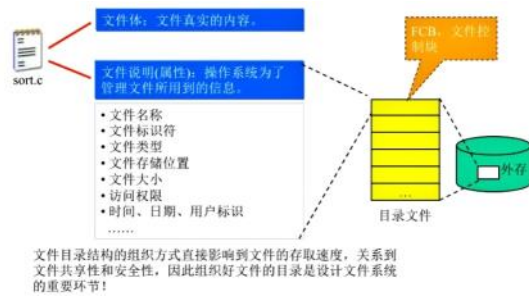 文件体：文件真实的内容。
sort.c
文件说明(属性)：操作系统为了
管理文件所用到的信息。
• 文件名称
• 文件标识符
• 文件类型
• 文件存储位置
• 文件大小
• 访问权限
• 时间、日期、用户标识
……
FCB，文件控
制块
…
目录文件
外存
文件目录结构的组织方式直接影响到文件的存取速度，关系到
文件共享性和安全性，因此组织好文件的目录是设计文件系统
的重要环节！